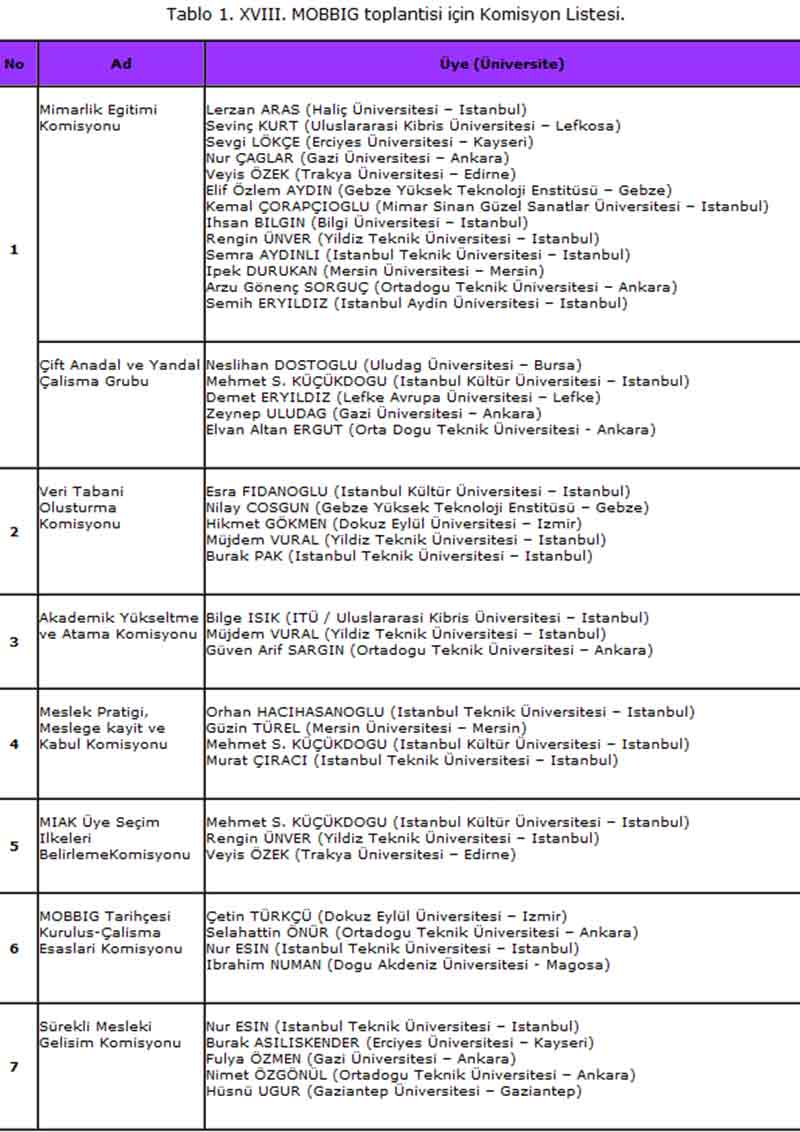 Tablo 1. XVIII. MOBBIG toplantisi için Komisyon Listesi.
No Ad Üye (Üniversite)
1
Mimarlik Egitimi
Komisyonu
Lerzan ARAS (Haliç Üniversitesi – Istanbul)
Sevinç KURT (Uluslararasi Kibris Üniversitesi – Lefkosa)
Sevgi LÖKÇE (Erciyes Üniversitesi – Kayseri)
Nur ÇAGLAR (Gazi Üniversitesi – Ankara)
Veyis ÖZEK (Trakya Üniversitesi – Edirne)
Elif Özlem AYDIN (Gebze Yüksek Teknoloji Enstitüsü – Gebze)
Kemal ÇORAPÇIOGLU (Mimar Sinan Güzel Sanatlar Üniversitesi – Istanbul)
Ihsan BILGIN (Bilgi Üniversitesi – Istanbul)
Rengin ÜNVER (Yildiz Teknik Üniversitesi – Istanbul)
Semra AYDINLI (Istanbul Teknik Üniversitesi – Istanbul)
Ipek DURUKAN (Mersin Üniversitesi – Mersin)
Arzu Gönenç SORGUÇ (Ortadogu Teknik Üniversitesi – Ankara)
Semih ERYILDIZ (Istanbul Aydin Üniversitesi – Istanbul)
Çift Anadal ve Yandal
Çalisma Grubu
Neslihan DOSTOGLU (Uludag Üniversitesi – Bursa)
Mehmet S. KÜÇÜKDOGU (Istanbul Kültür Üniversitesi – Istanbul)
Demet ERYILDIZ (Lefke Avrupa Üniversitesi – Lefke)
Zeynep ULUDAG (Gazi Üniversitesi – Ankara)
Elvan Altan ERGUT (Orta Dogu Teknik Üniversitesi - Ankara)
2
Veri Tabani
Olusturma
Komisyonu
Esra FIDANOGLU (Istanbul Kültür Üniversitesi – Istanbul)
Nilay COSGUN (Gebze Yüksek Teknoloji Enstitüsü – Gebze)
Hikmet GÖKMEN (Dokuz Eylül Üniversitesi – Izmir)
Müjdem VURAL (Yildiz Teknik Üniversitesi – Istanbul)
Burak PAK (Istanbul Teknik Üniversitesi – Istanbul)
3
Akademik Yükseltme
ve Atama Komisyonu
Bilge ISIK (ITÜ / Uluslararasi Kibris Üniversitesi – Istanbul)
Müjdem VURAL (Yildiz Teknik Üniversitesi – Istanbul)
Güven Arif SARGIN (Ortadogu Teknik Üniversitesi – Ankara)
4
Meslek Pratigi,
Meslege kayit ve
Kabul Komisyonu
Orhan HACIHASANOGLU (Istanbul Teknik Üniversitesi – Istanbul)
Güzin TÜREL (Mersin Üniversitesi – Mersin)
Mehmet S. KÜÇÜKDOGU (Istanbul Kültür Üniversitesi – Istanbul)
Murat ÇIRACI (Istanbul Teknik Üniversitesi – Istanbul)
5
MIAK Üye Seçim
Ilkeleri
BelirlemeKomisyonu
Mehmet S. KÜÇÜKDOGU (Istanbul Kültür Üniversitesi – Istanbul)
Rengin ÜNVER (Yildiz Teknik Üniversitesi – Istanbul)
Veyis ÖZEK (Trakya Üniversitesi – Edirne)
6
MOBBIG Tarihçesi
Kurulus-Çalisma
Esaslari Komisyonu
Çetin TÜRKÇÜ (Dokuz Eylül Üniversitesi – Izmir)
Selahattin ÖNÜR (Ortadogu Teknik Üniversitesi – Ankara)
Nur ESIN (Istanbul Teknik Üniversitesi – Istanbul)
Ibrahim NUMAN (Dogu Akdeniz Üniversitesi - Magosa)
7
Sürekli Mesleki
Gelisim Komisyonu
Nur ESIN (Istanbul Teknik Üniversitesi – Istanbul)
Burak ASILISKENDER (Erciyes Üniversitesi – Kayseri)
Fulya ÖZMEN (Gazi Üniversitesi – Ankara)
Nimet ÖZGÖNÜL (Ortadogu Teknik Üniversitesi – Ankara)
Hüsnü UGUR (Gaziantep Üniversitesi – Gaziantep)